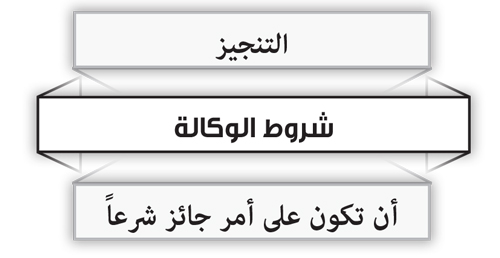 التنجيز
شروط الوكالة
أن تكون على أمر جائز شرعاً